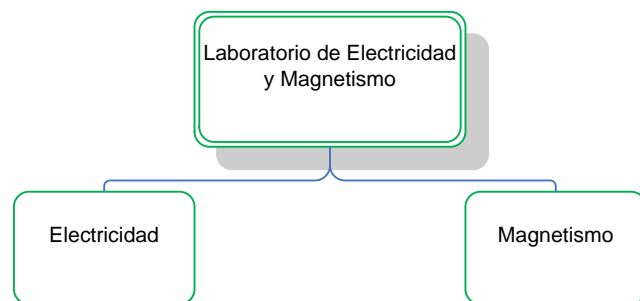 Laboratorio de Electricidad
y Magnetismo
Electricidad
Magnetismo